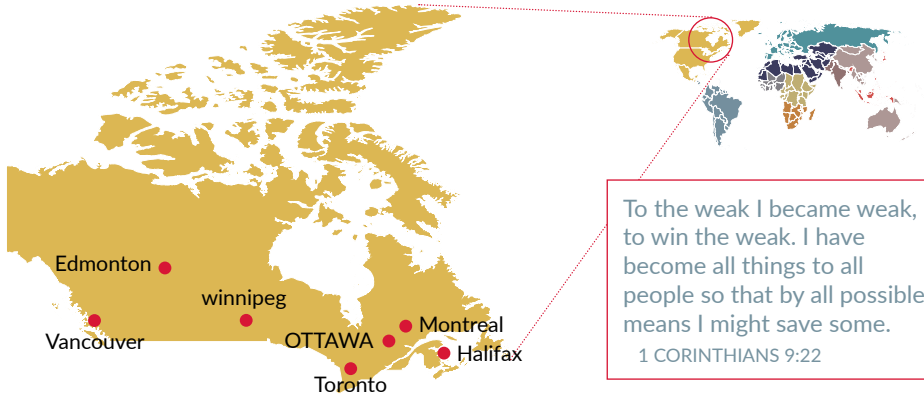 Edmonton
winnipeg
Vancouver
OTTAWA
Montreal
Halifax
Toronto
To the weak I became weak,
to win the weak. I have
become all things to all
people so that by all possible
means I might save some.
1 CORINTHIANS 9:22